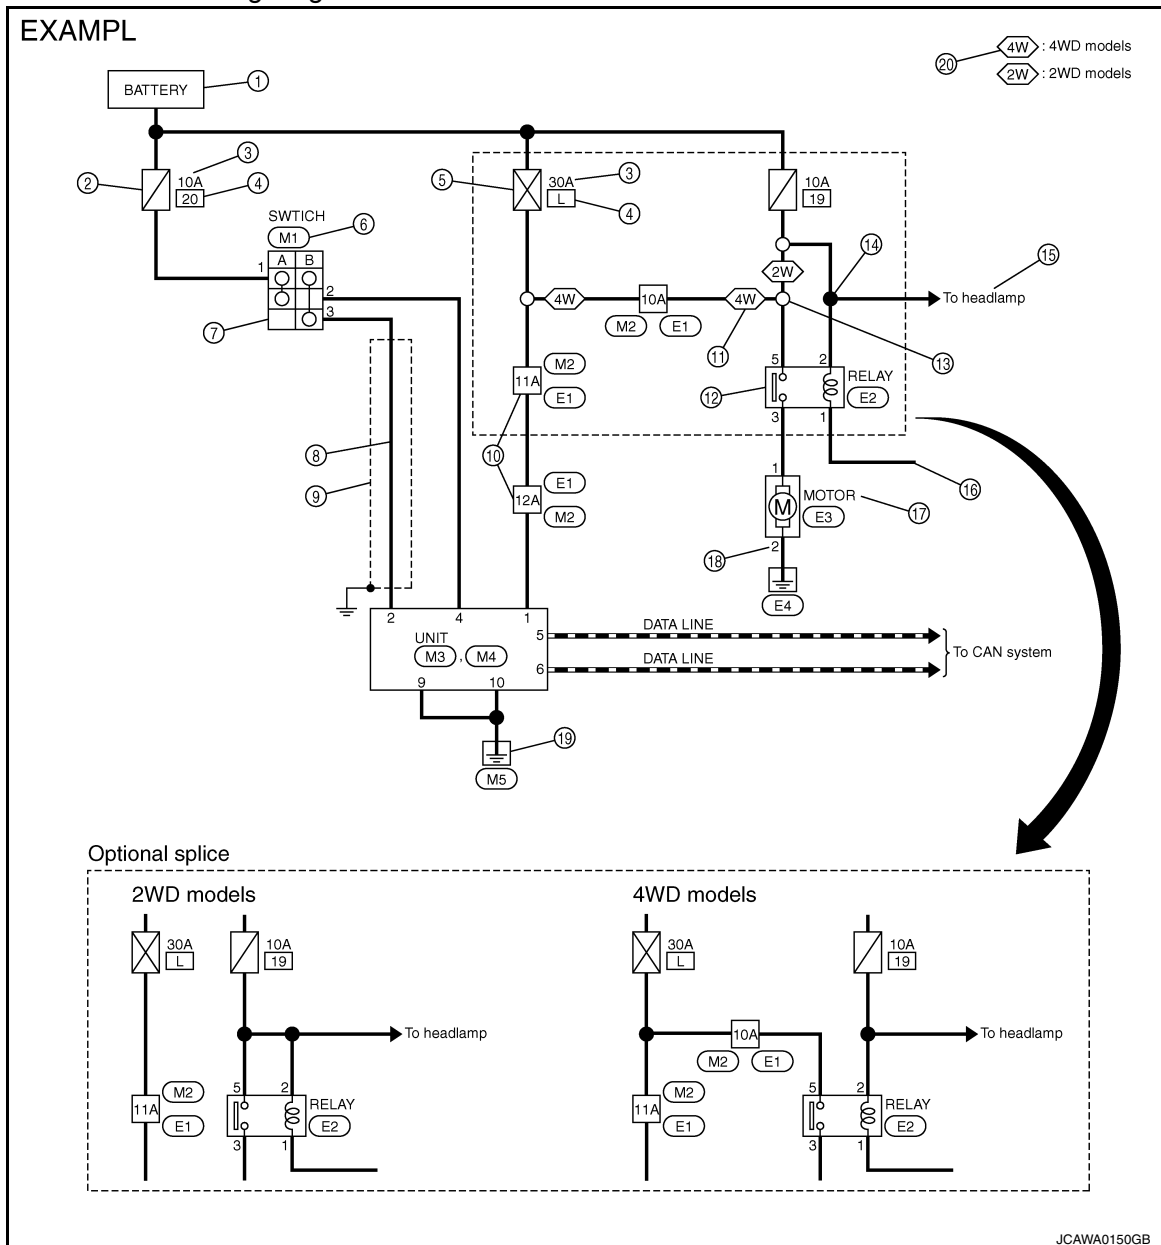 EXAMPL
4W : 4WD models
20
2W : 2WD models
BATTERY 1
2 10A 3
20 4
5 30A 3
L 4
10A
19
SWTICH
M1 6
A B
1
2
3
7
14
15
2W
4W 10A 4W
To headlamp
M2 E1
11
13
5 2
M2
11A
E1
12
RELAY
E2
3 1
8
10
9
E1
12A
M2
16
1
MOTOR
M
E3
17
18 2
E4
2 4 1
UNIT
M3 , M4
5 DATA LINE
6 DATA LINE
To CAN system
9 10
19
M5
Optional splice
2WD models
4WD models
30A
L
10A
19
30A
L
10A
19
To headlamp
10A
To headlamp
M2 E1
M2
11A
E1
5 2
RELAY
E2
3 1
M2
11A
E1
5 2
RELAY
E2
3 1
JCAWA0150GB